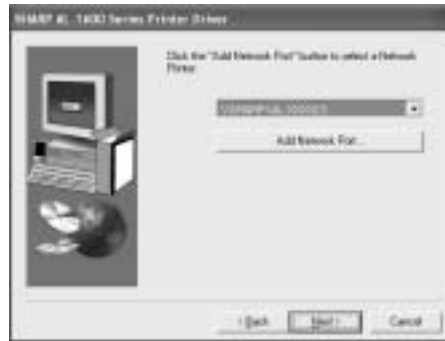 SHARP AL 1600 Series Printer Driver
Click the "Add Network Port" button to select a Network
Printer.
Add Network Port...
< Back
Next >
Cancel